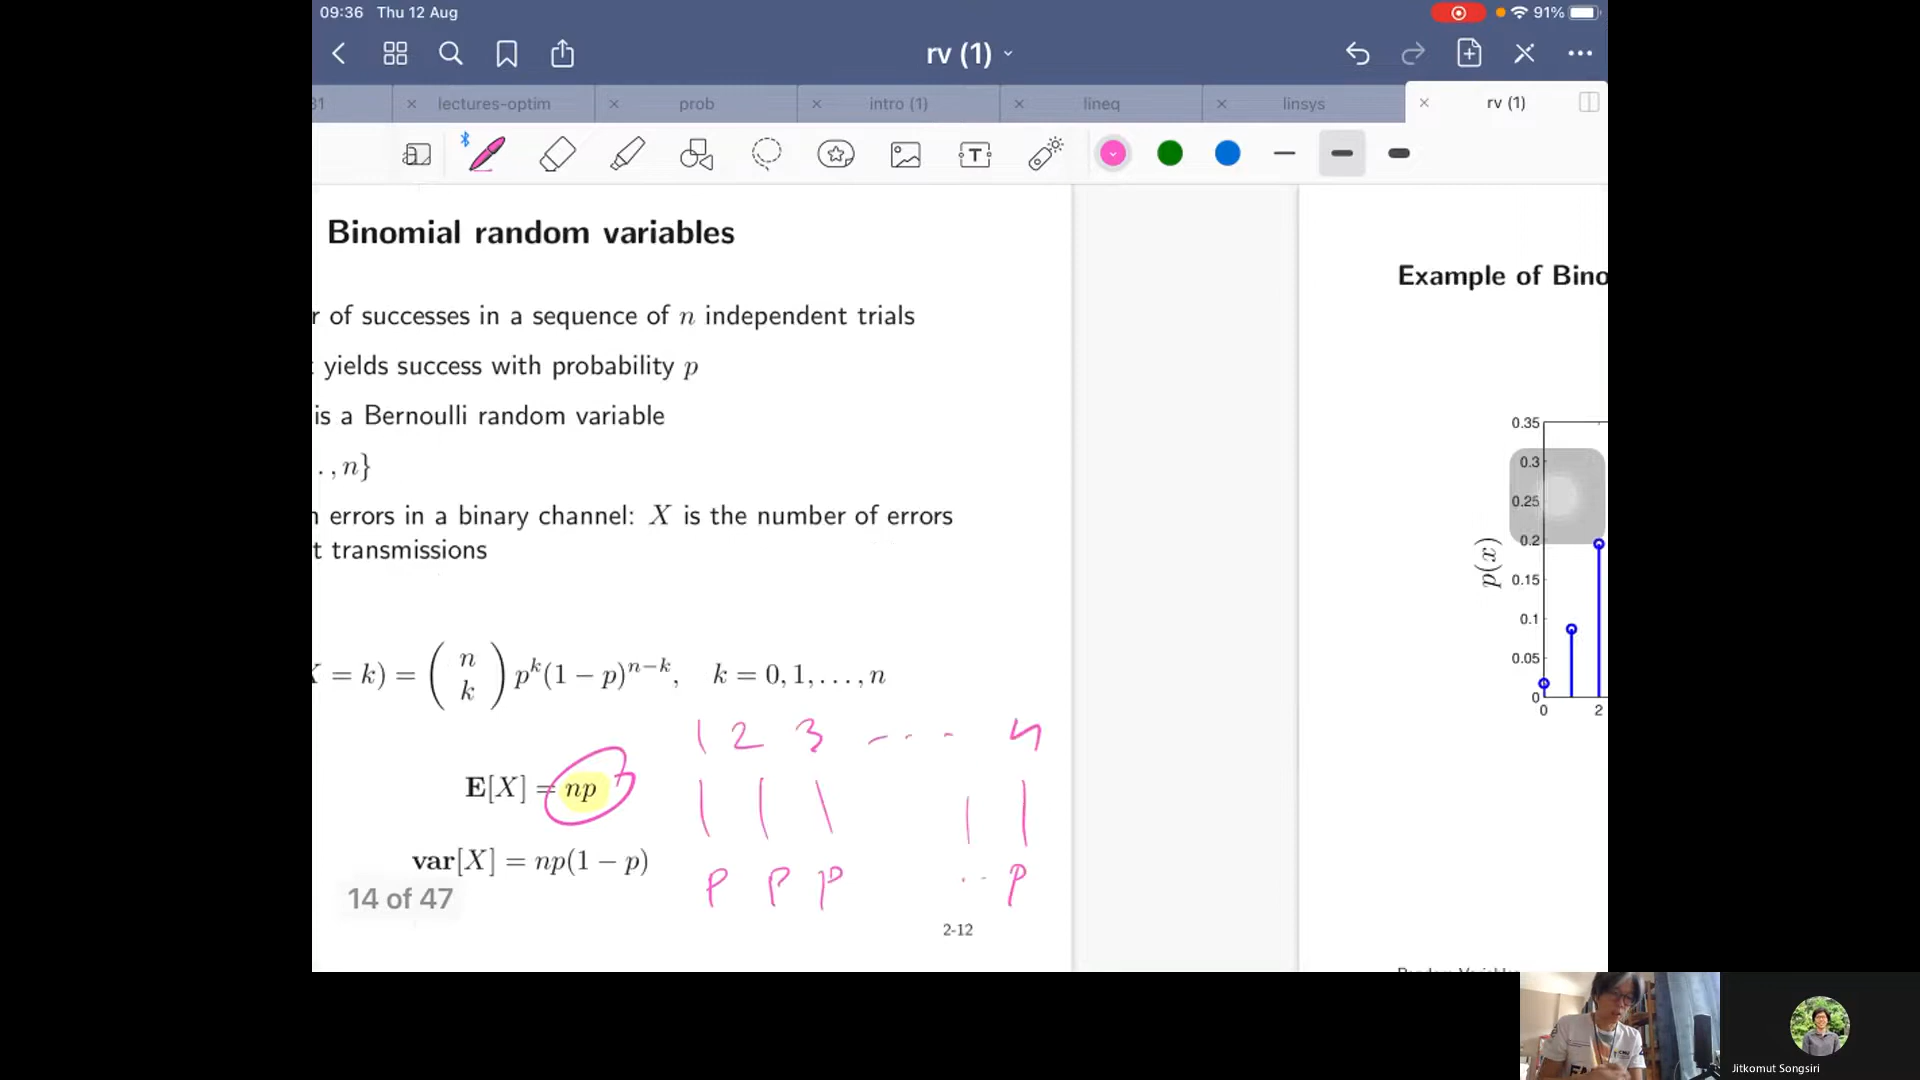 09:36 Thu 12 Aug
91%
rv (1)
31 lectures-optim prob intro (1) lineq linsys rv (1)
T
Binomial random variables
r of successes in a sequence of n independent trials
yields success with probability p
is a Bernoulli random variable
. , n}
n errors in a binary channel: X is the number of errors
t transmissions
= k) = ( n k ) p^k(1 − p)^{n−k}, k = 0, 1, . . . , n
1 2 3 - - - - n
E[X] = np
var[X] = np(1 − p)
p p p .. p
14 of 47
2-12
Example of Bino
0.35
0.3
0.25
0.2
0.15
0.1
0.05
0
p(x)
0 2
Jitkomut Songsiri